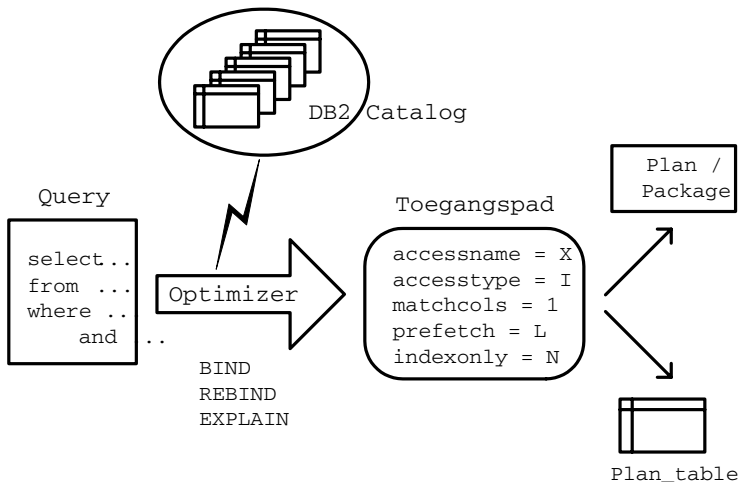 DB2 Catalog
Query
select...
from ...
where ...
and ...
Optimizer
BIND
REBIND
EXPLAIN
Toegangspad
accessname = X
accesstype = I
matchcols = 1
prefetch = L
indexonly = N
Plan /
Package
Plan_table